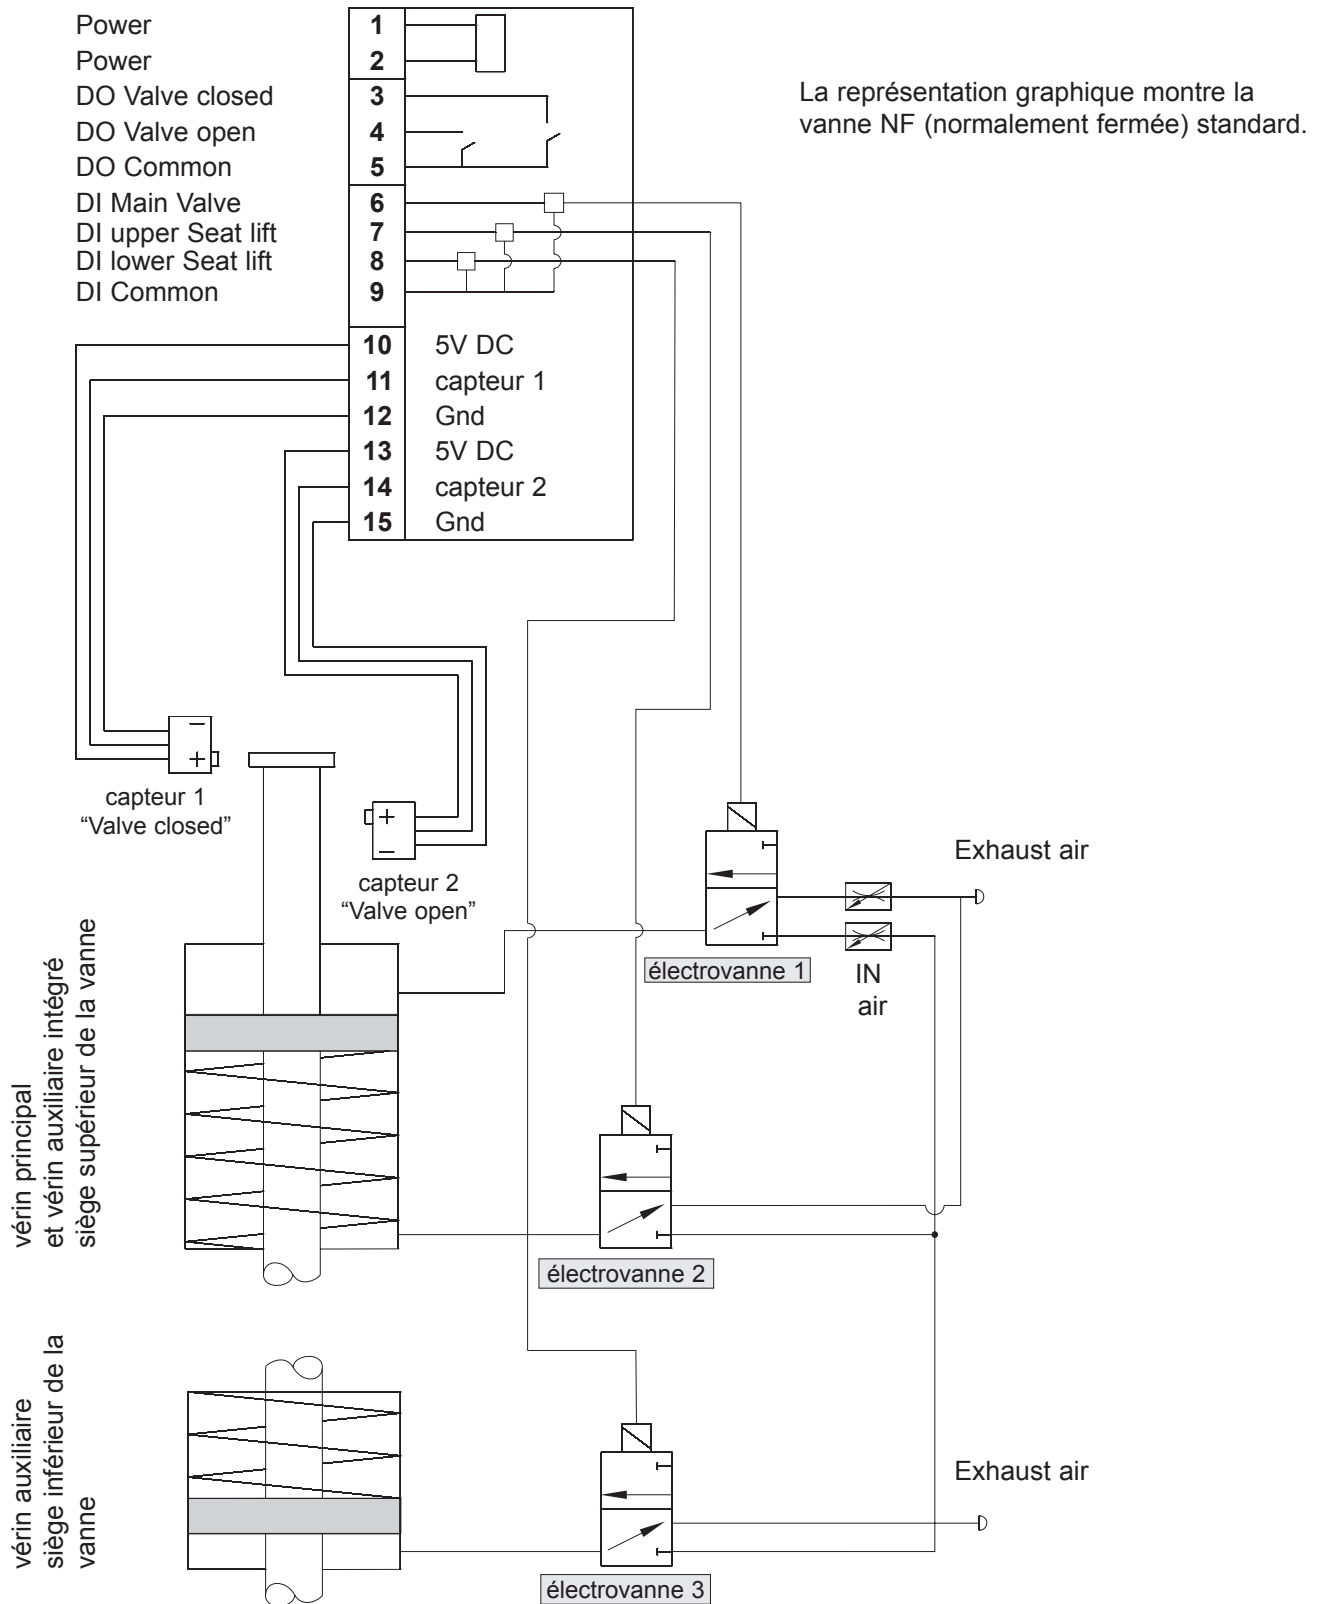 Power 1
Power 2
DO Valve closed 3
DO Valve open 4
DO Common 5
DI Main Valve 6
DI upper Seat lift 7
DI lower Seat lift 8
DI Common 9
10 5V DC
11 capteur 1
12 Gnd
13 5V DC
14 capteur 2
15 Gnd
La représentation graphique montre la
vanne NF (normalement fermée) standard.
capteur 1
“Valve closed”
capteur 2
“Valve open”
Exhaust air
électrovanne 1
IN
air
vérin principal
et vérin auxiliaire intégré
siège supérieur de la vanne
électrovanne 2
vérin auxiliaire
siège inférieur de la
vanne
Exhaust air
électrovanne 3